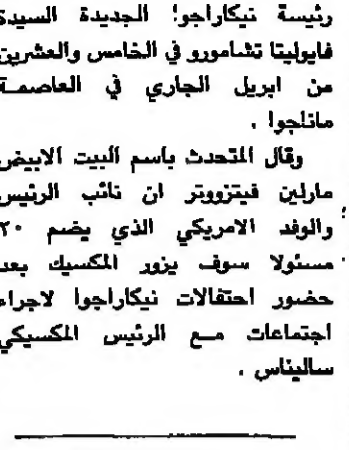 رئيسة نيكاراجوا الجديدة السيدة
فايوليتا تشامورو في الخامس والعشرين
من ابريل الجاري في العاصمة
ماناجوا .
وقال المتحدث باسم البيت الابيض
مارلين فيتزووتر ان نائب الرئيس
والوفد الامريكي الذي يضم ٢٠
مسئولا سوف يزور المكسيك بعد
حضور احتفالات نيكاراجوا لاجراء
اجتماعات مع الرئيس المكسيكي
ساليناس .